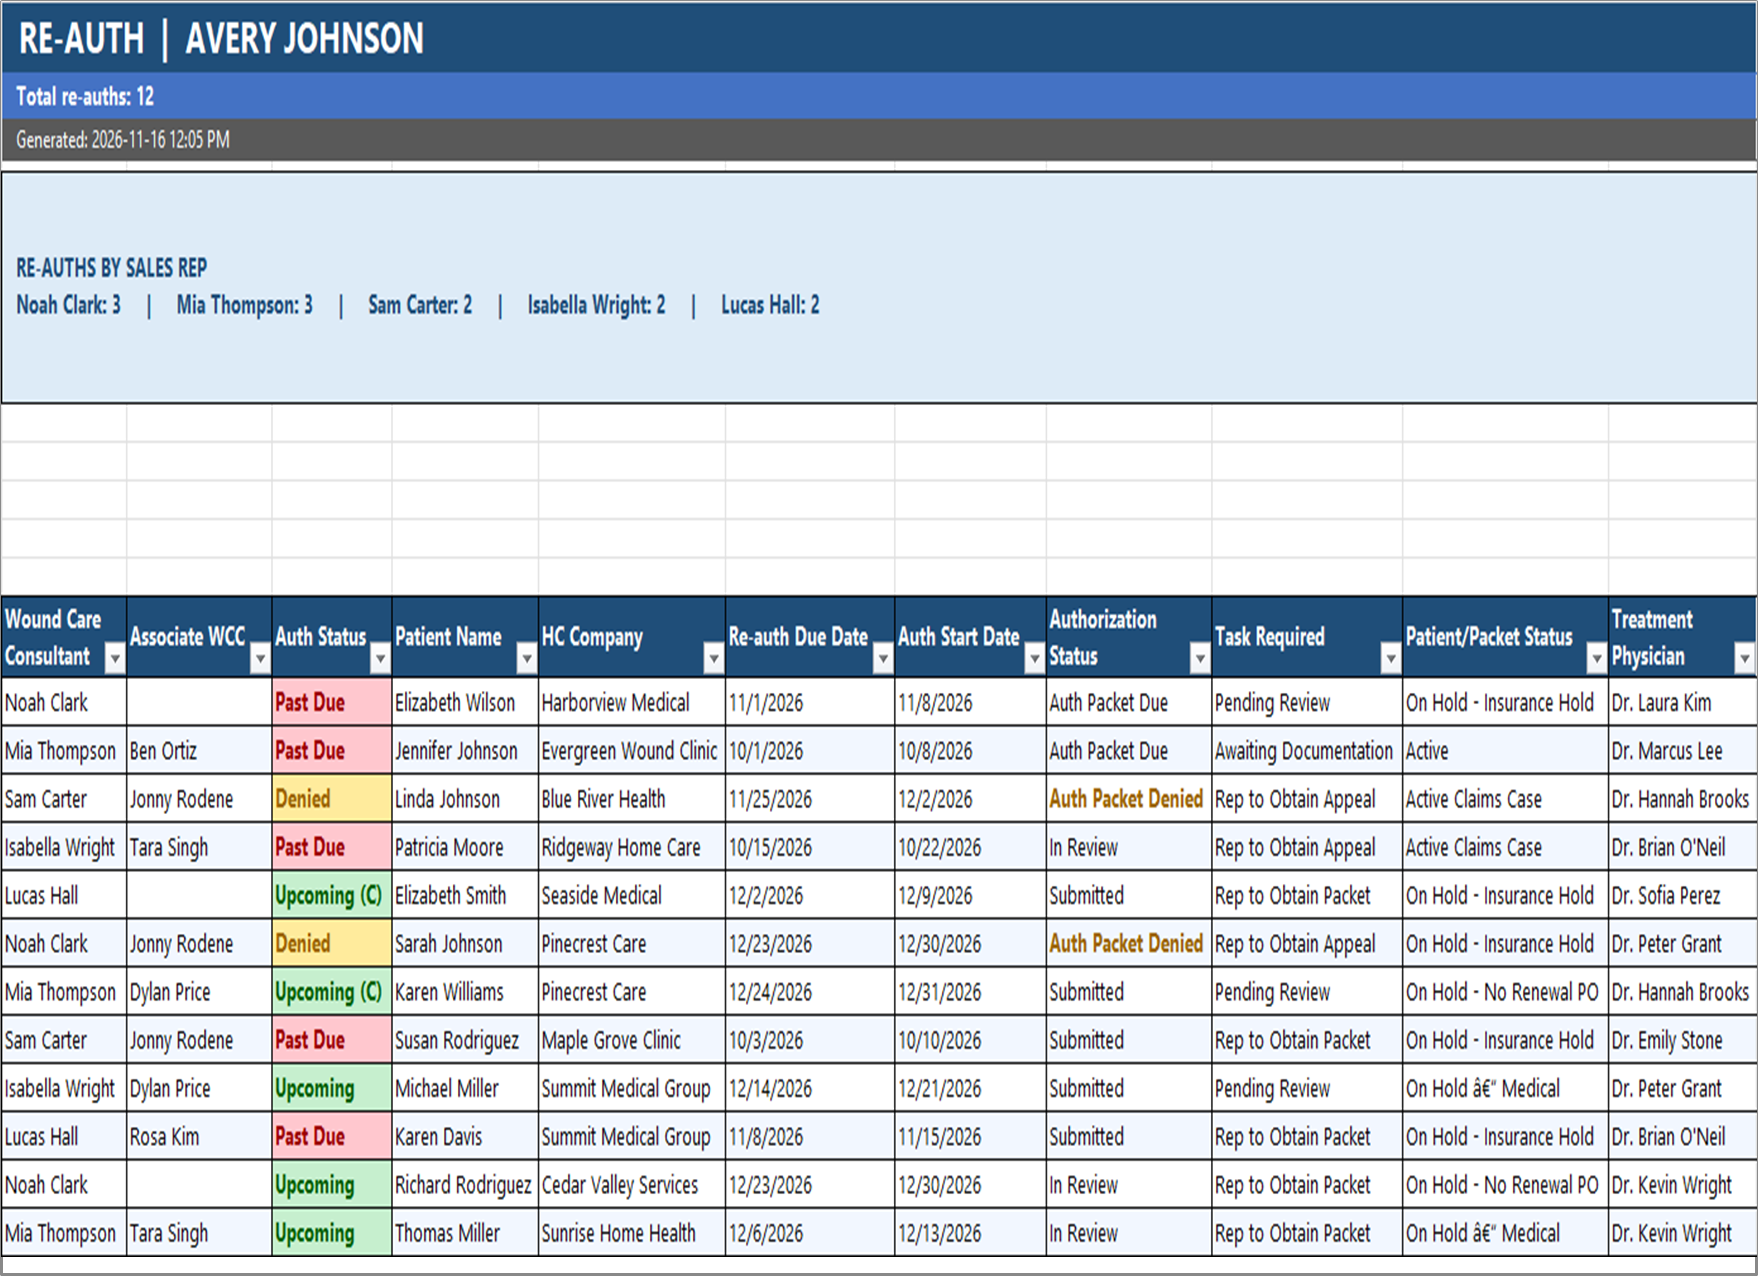 RE-AUTH | AVERY JOHNSON
Total re-auths: 12
Generated: 2026-11-16 12:05 PM
RE-AUTHS BY SALES REP
Noah Clark: 3 | Mia Thompson: 3 | Sam Carter: 2 | Isabella Wright: 2 | Lucas Hall: 2
Wound Care Consultant Associate WCC Auth Status Patient Name HC Company Re-auth Due Date Auth Start Date Authorization Status Task Required Patient/Packet Status Treatment Physician
Noah Clark Past Due Elizabeth Wilson Harborview Medical 11/1/2026 11/8/2026 Auth Packet Due Pending Review On Hold - Insurance Hold Dr. Laura Kim
Mia Thompson Ben Ortiz Past Due Jennifer Johnson Evergreen Wound Clinic 10/1/2026 10/8/2026 Auth Packet Due Awaiting Documentation Active Dr. Marcus Lee
Sam Carter Jonny Rodene Denied Linda Johnson Blue River Health 11/25/2026 12/2/2026 Auth Packet Denied Rep to Obtain Appeal Active Claims Case Dr. Hannah Brooks
Isabella Wright Tara Singh Past Due Patricia Moore Ridgeway Home Care 10/15/2026 10/22/2026 In Review Rep to Obtain Appeal Active Claims Case Dr. Brian O'Neil
Lucas Hall Upcoming (C) Elizabeth Smith Seaside Medical 12/2/2026 12/9/2026 Submitted Rep to Obtain Packet On Hold - Insurance Hold Dr. Sofia Perez
Noah Clark Jonny Rodene Denied Sarah Johnson Pinecrest Care 12/23/2026 12/30/2026 Auth Packet Denied Rep to Obtain Appeal On Hold - Insurance Hold Dr. Peter Grant
Mia Thompson Dylan Price Upcoming (C) Karen Williams Pinecrest Care 12/24/2026 12/31/2026 Submitted Pending Review On Hold - No Renewal PO Dr. Hannah Brooks
Sam Carter Jonny Rodene Past Due Susan Rodriguez Maple Grove Clinic 10/3/2026 10/10/2026 Submitted Rep to Obtain Packet On Hold - Insurance Hold Dr. Emily Stone
Isabella Wright Dylan Price Upcoming Michael Miller Summit Medical Group 12/14/2026 12/21/2026 Submitted Pending Review On Hold â€“ Medical Dr. Peter Grant
Lucas Hall Rosa Kim Past Due Karen Davis Summit Medical Group 11/8/2026 11/15/2026 Submitted Rep to Obtain Packet On Hold - Insurance Hold Dr. Brian O'Neil
Noah Clark Upcoming Richard Rodriguez Cedar Valley Services 12/23/2026 12/30/2026 In Review Rep to Obtain Packet On Hold - No Renewal PO Dr. Kevin Wright
Mia Thompson Tara Singh Upcoming Thomas Miller Sunrise Home Health 12/6/2026 12/13/2026 In Review Rep to Obtain Packet On Hold â€“ Medical Dr. Kevin Wright